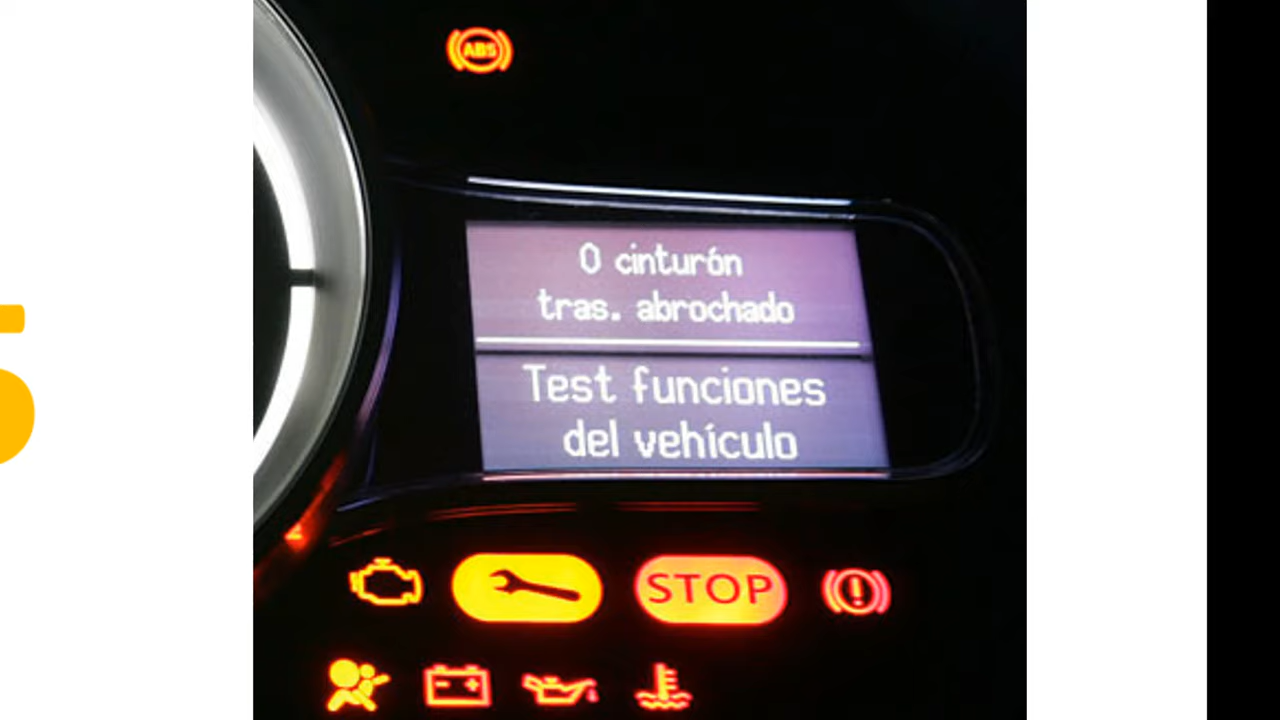 ABS
0 cinturón
tras. abrochado
Test funciones
del vehículo
STOP